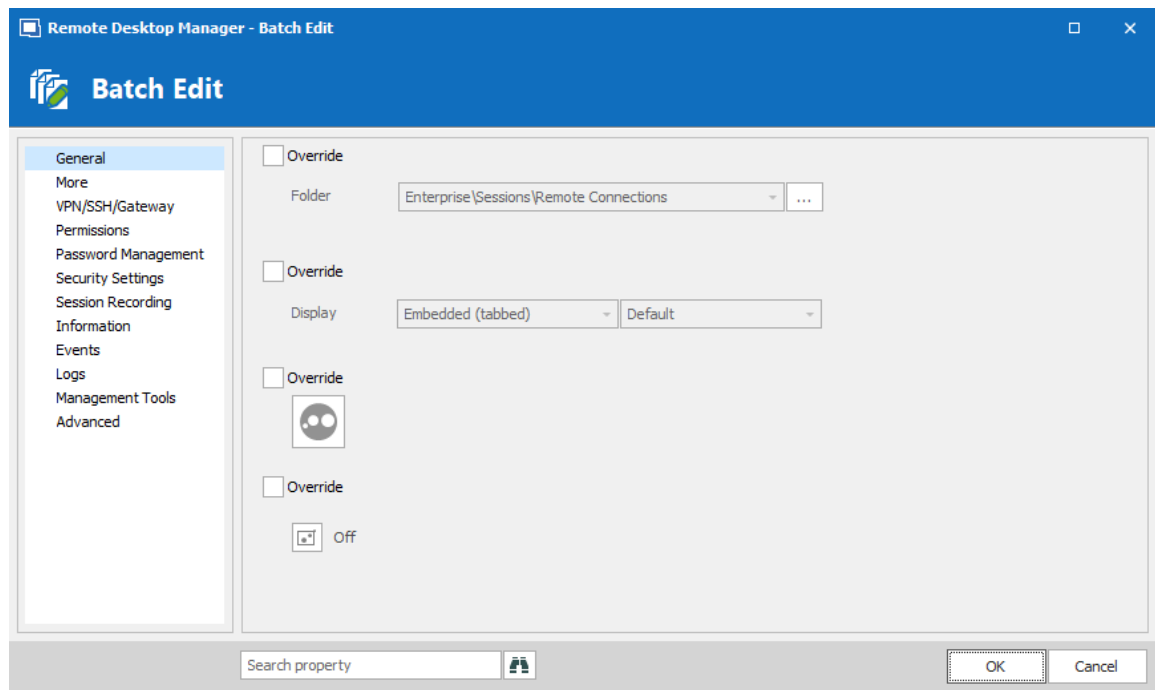 Remote Desktop Manager - Batch Edit
Batch Edit
General
More
VPN/SSH/Gateway
Permissions
Password Management
Security Settings
Session Recording
Information
Events
Logs
Management Tools
Advanced
Override
Folder Enterprise\Sessions\Remote Connections ...
Override
Display Embedded (tabbed) Default
Override
Override
Off
Search property
OK Cancel